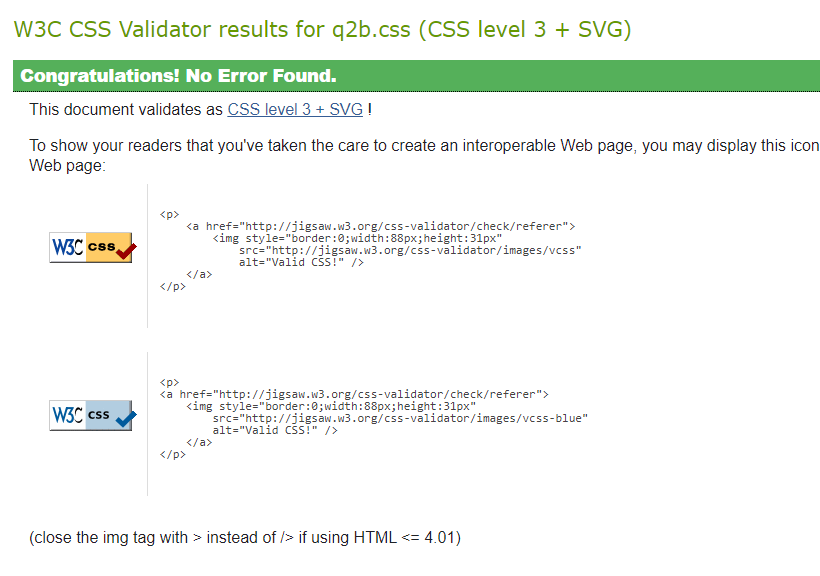 W3C CSS Validator results for q2b.css (CSS level 3 + SVG)
Congratulations! No Error Found.
This document validates as CSS level 3 + SVG !
To show your readers that you've taken the care to create an interoperable Web page, you may display this icon
Web page:
<p>
    <a href="http://jigsaw.w3.org/css-validator/check/referer">
        <img style="border:0;width:88px;height:31px"
            src="http://jigsaw.w3.org/css-validator/images/vcss"
            alt="Valid CSS!" />
    </a>
</p>
W3C css
<p>
<a href="http://jigsaw.w3.org/css-validator/check/referer">
    <img style="border:0;width:88px;height:31px"
        src="http://jigsaw.w3.org/css-validator/images/vcss-blue"
        alt="Valid CSS!" />
    </a>
</p>
W3C css
(close the img tag with > instead of /> if using HTML <= 4.01)